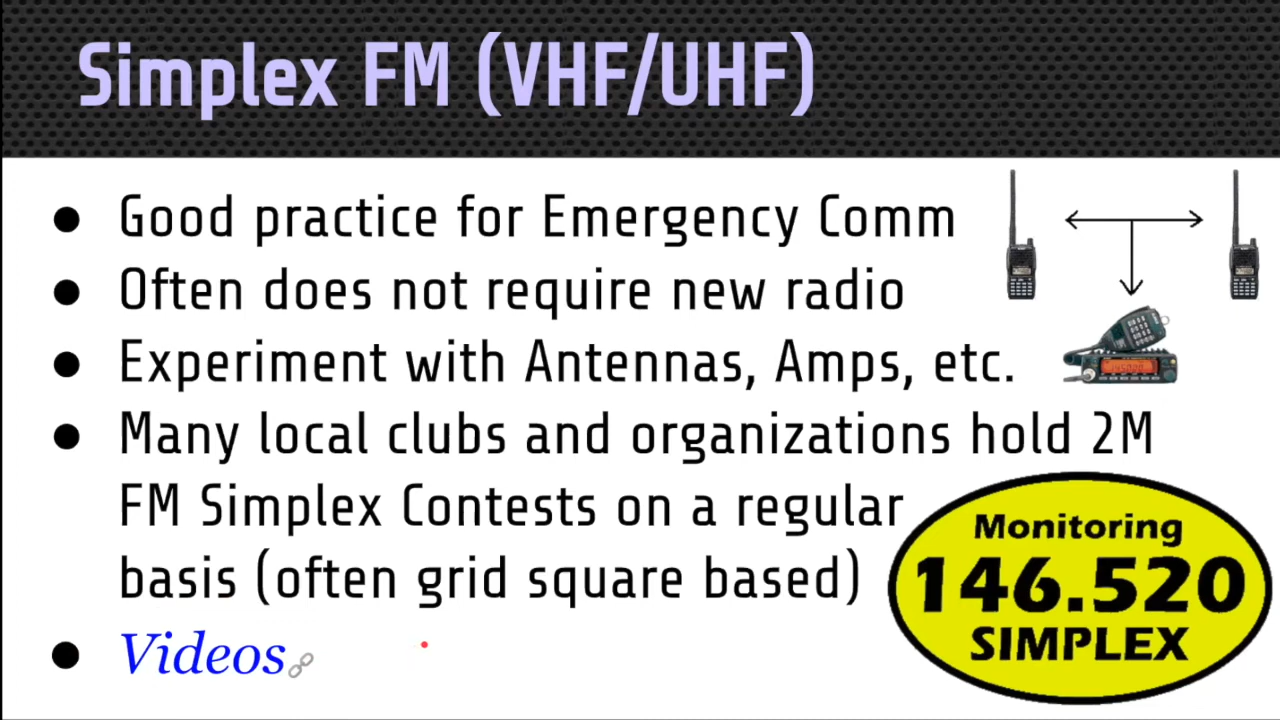 Simplex FM (VHF/UHF)
● Good practice for Emergency Comm
● Often does not require new radio
● Experiment with Antennas, Amps, etc.
● Many local clubs and organizations hold 2M
FM Simplex Contests on a regular
basis (often grid square based)
● Videos
Monitoring
146.520
SIMPLEX